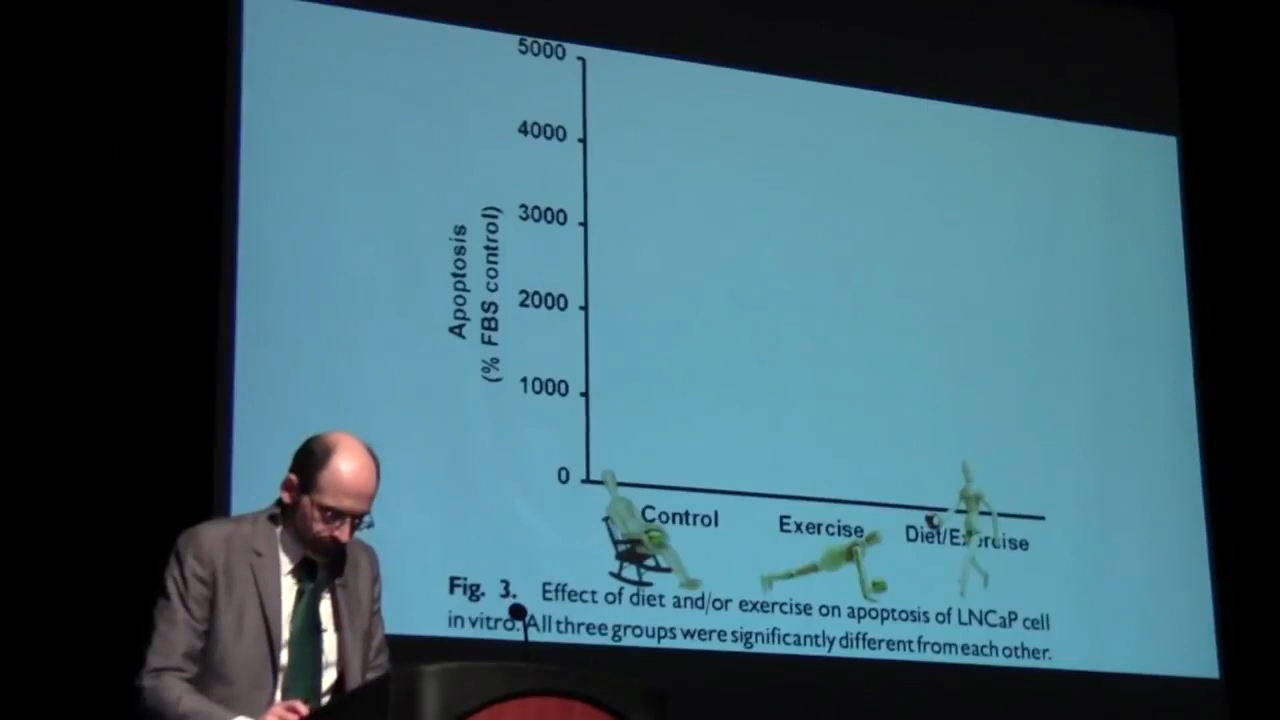 5000
4000
3000
2000
1000
0
Apoptosis
(% FBS control)
Control
Exercise
Diet/Exercise
Fig. 3. Effect of diet and/or exercise on apoptosis of LNCaP cell
in vitro. All three groups were significantly different from each other.